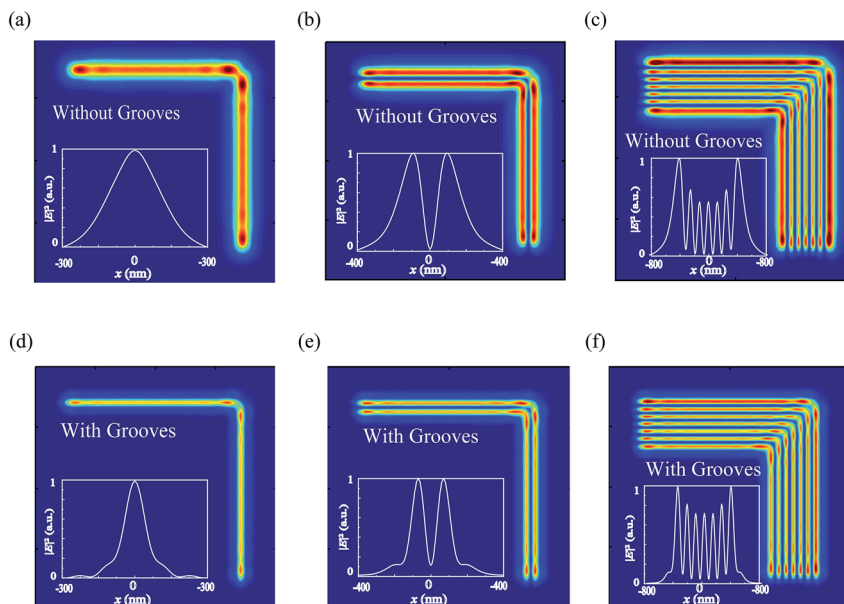 (a)
(b)
(c)
Without Grooves
Without Grooves
Without Grooves
1
|E|² (a.u.)
0
-300
0
-300
x (nm)
1
|E|² (a.u.)
0
-400
0
-400
x (nm)
1
|E|² (a.u.)
0
-800
0
-800
x (nm)
(d)
(e)
(f)
With Grooves
With Grooves
With Grooves
1
|E|² (a.u.)
0
-300
0
-300
x (nm)
1
|E|² (a.u.)
0
-400
0
-400
x (nm)
1
|E|² (a.u.)
0
-800
0
-800
x (nm)